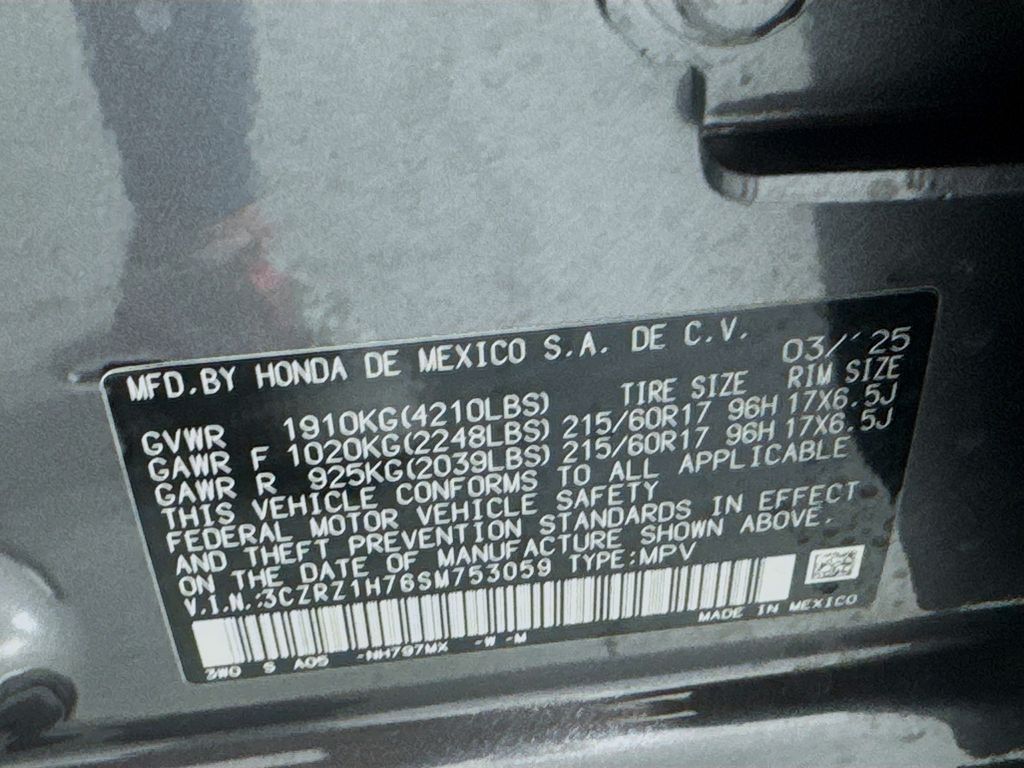 MFD.BY HONDA DE MEXICO S.A. DE C.V. 03/'25
TIRE SIZE RIM SIZE
GVWR 1910KG(4210LBS)
GAWR F 1020KG(2248LBS) 215/60R17 96H 17X6.5J
GAWR R 925KG(2039LBS) 215/60R17 96H 17X6.5J
THIS VEHICLE CONFORMS TO ALL APPLICABLE
FEDERAL MOTOR VEHICLE SAFETY
AND THEFT PREVENTION STANDARDS IN EFFECT
ON THE DATE OF MANUFACTURE SHOWN ABOVE.
V.I.N.:3CZRZ1H76SM753059 TYPE:MPV
MADE IN MEXICO
3W0 S A05 -NH797MX -W -M